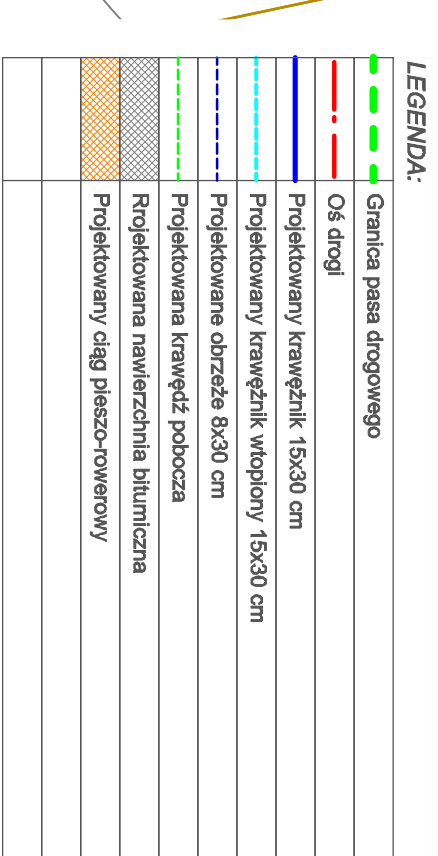 LEGENDA:
Granica pasa drogowego
Oś drogi
Projektowany krawężnik 15x30 cm
Projektowany krawężnik wtopiony 15x30 cm
Projektowane obrzeże 8x30 cm
Projektowana krawędź pobocza
Rrojektowana nawierzchnia bitumiczna
Projektowany ciąg pieszo-rowerowy